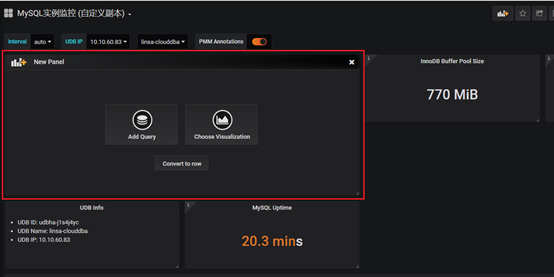 MySQL实例监控 (自定义副本)
Interval auto UDB IP 10.10.60.83 linsa-clouddba PMM Annotations
New Panel
InnoDB Buffer Pool Size
770 MiB
Add Query Choose Visualization
Convert to row
UDB Info
UDB ID: udbha-j1s4j4yc
UDB Name: linsa-clouddba
UDB IP: 10.10.60.83
MySQL Uptime
20.3 mins